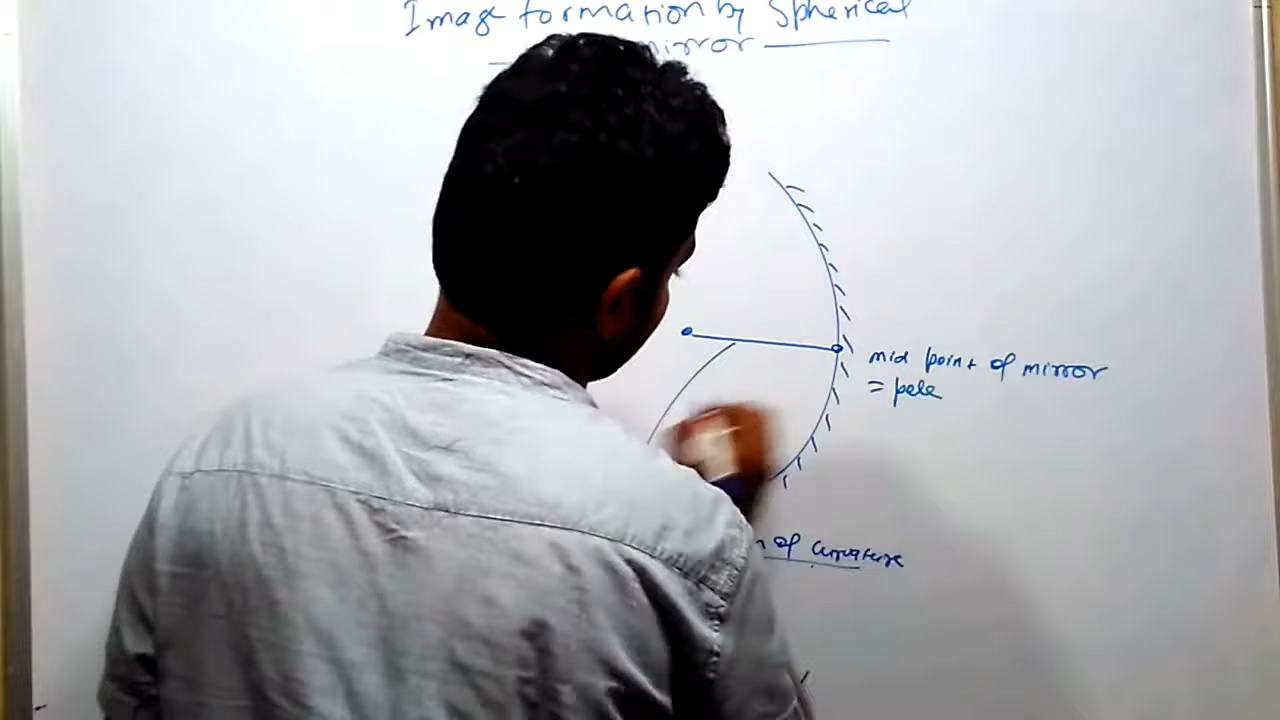 Image formation by Spherical
mirror
mid point of mirror
= pole
of curvature